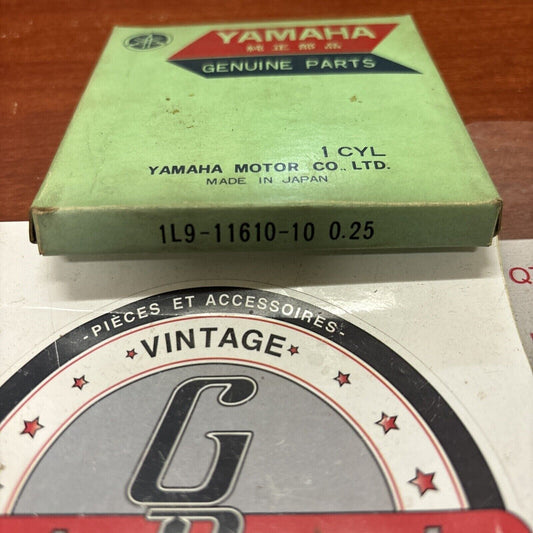 YAMAHA
純正部品
GENUINE PARTS
1 CYL
YAMAHA MOTOR CO., LTD.
MADE IN JAPAN
1L9-11610-10 0.25
-PIÈCES ET ACCESSOIRES-
VINTAGE
G